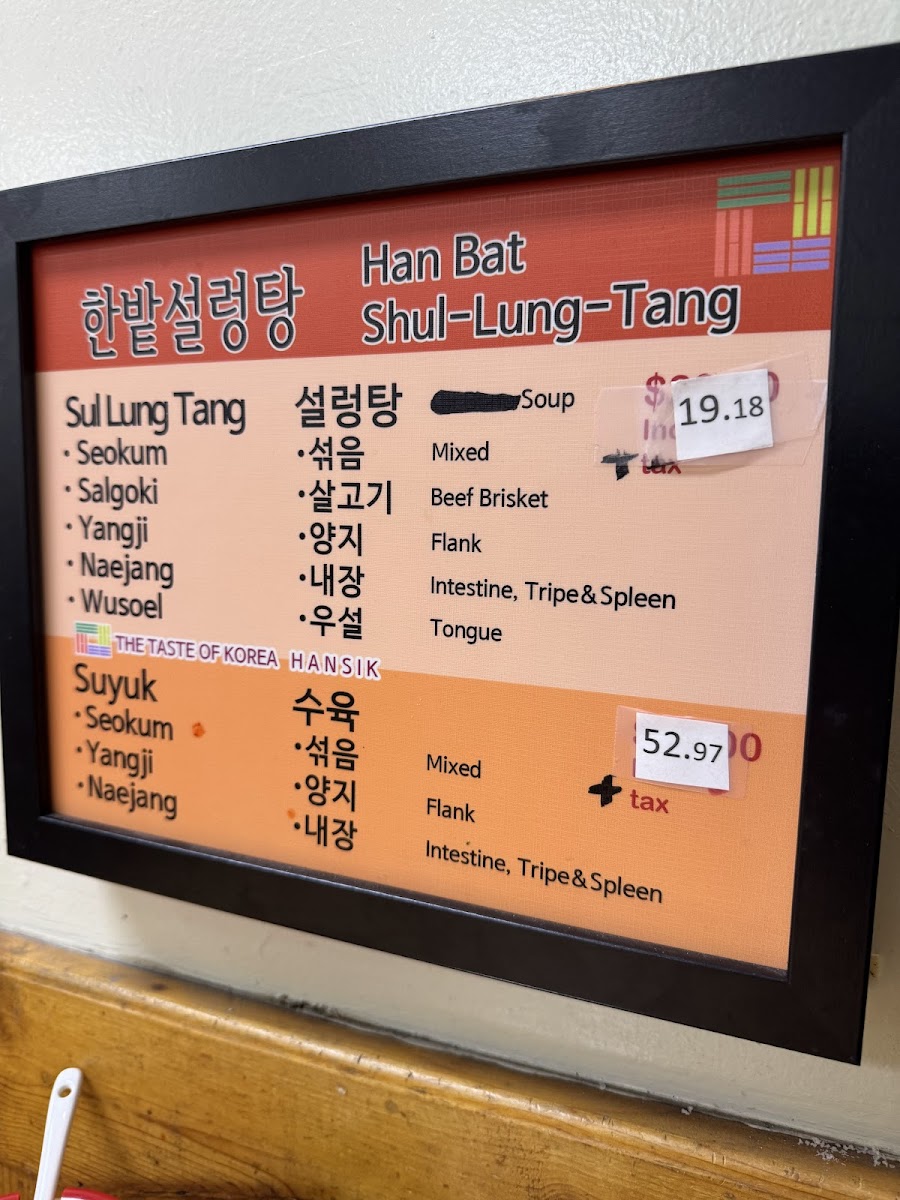 한밭설렁탕
Han Bat
Shul-Lung-Tang
Sul Lung Tang 설렁탕 Soup 19.18
+ tax
· Seokum ·섞음 Mixed
· Salgoki ·살고기 Beef Brisket
· Yangji ·양지 Flank
· Naejang ·내장 Intestine, Tripe&Spleen
· Wusoel ·우설 Tongue
THE TASTE OF KOREA HANSIK
Suyuk 수육 52.97
+ tax
· Seokum ·섞음 Mixed
· Yangji ·양지 Flank
· Naejang ·내장 Intestine, Tripe&Spleen